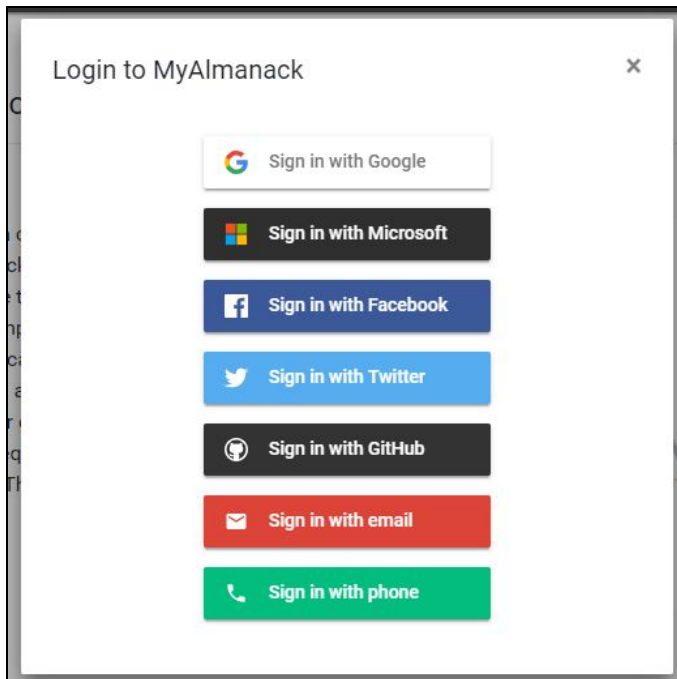 Login to MyAlmanack
×
Sign in with Google
Sign in with Microsoft
Sign in with Facebook
Sign in with Twitter
Sign in with GitHub
Sign in with email
Sign in with phone